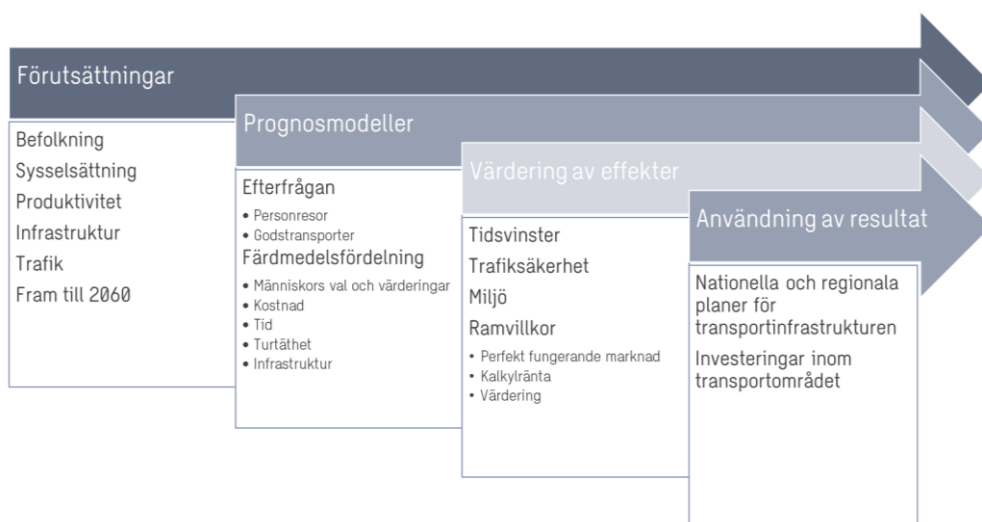 Förutsättningar
Befolkning
Sysselsättning
Produktivitet
Infrastruktur
Trafik
Fram till 2060
Prognosmodeller
Efterfrågan
• Personresor
• Godstransporter
Färdmedelsfördelning
• Människors val och värderingar
• Kostnad
• Tid
• Turtäthet
• Infrastruktur
Värdering av effekter
Tidsvinster
Trafiksäkerhet
Miljö
Ramvillkor
• Perfekt fungerande marknad
• Kalkylränta
• Värdering
Användning av resultat
Nationella och regionala
planer för
transportinfrastrukturen
Investeringar inom
transportområdet